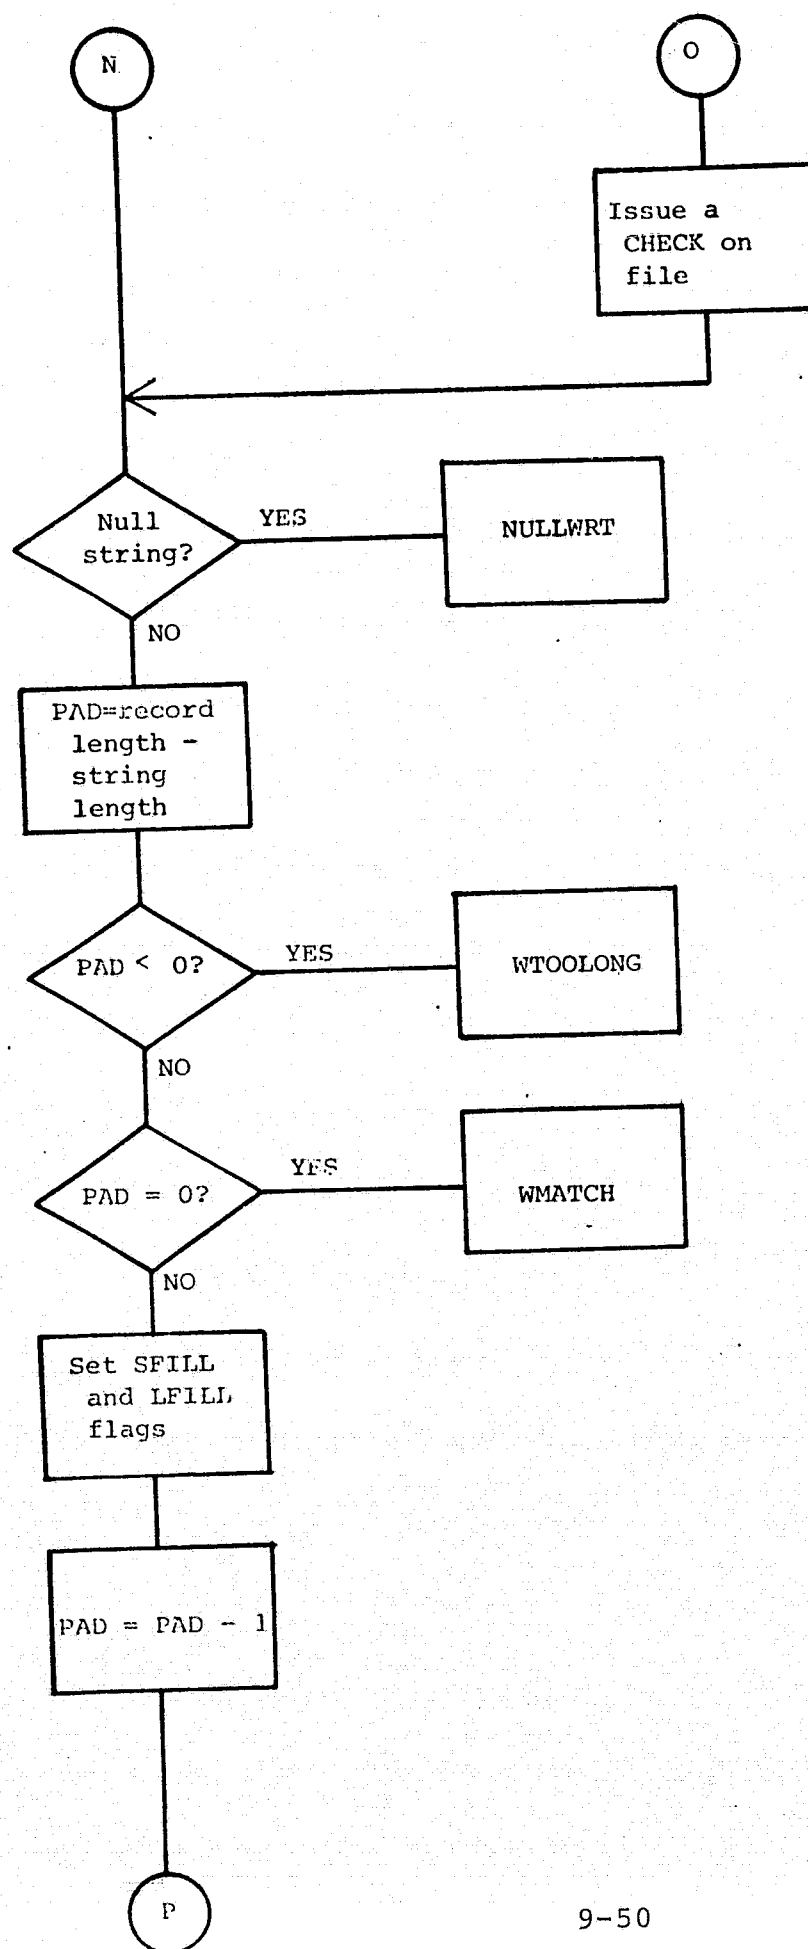 N
O
Issue a
CHECK on
file
Null
string?
YES
NULLWRT
NO
PAD=record
length -
string
length
PAD < 0?
YES
WTOOLONG
NO
PAD = 0?
YES
WMATCH
NO
Set SFILL
and LFILL
flags
PAD = PAD - 1
P
9-50